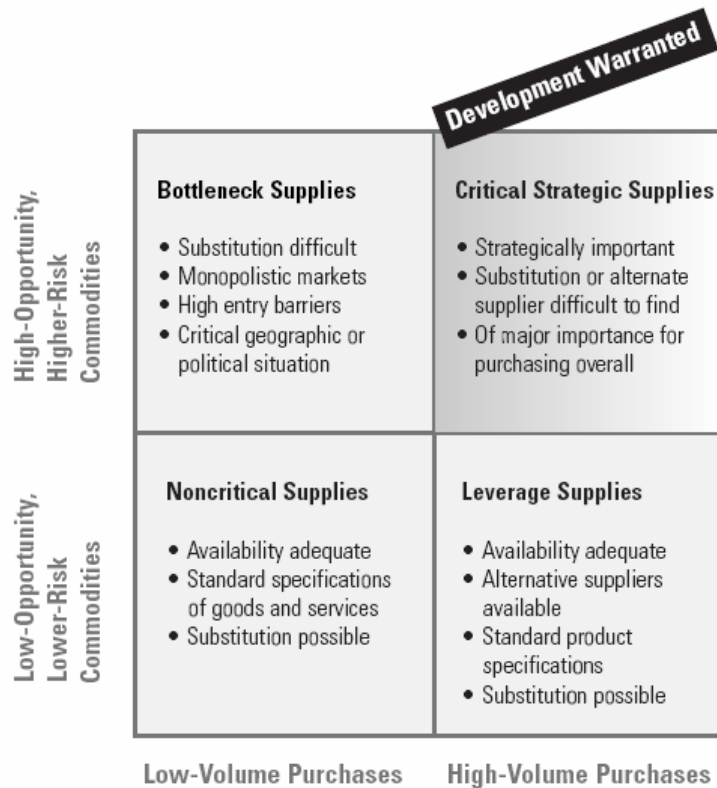 Development Warranted
High-Opportunity,
Higher-Risk
Commodities
Bottleneck Supplies
• Substitution difficult
• Monopolistic markets
• High entry barriers
• Critical geographic or
political situation
Critical Strategic Supplies
• Strategically important
• Substitution or alternate
supplier difficult to find
• Of major importance for
purchasing overall
Low-Opportunity,
Lower-Risk
Commodities
Noncritical Supplies
• Availability adequate
• Standard specifications
of goods and services
• Substitution possible
Leverage Supplies
• Availability adequate
• Alternative suppliers
available
• Standard product
specifications
• Substitution possible
Low-Volume Purchases
High-Volume Purchases